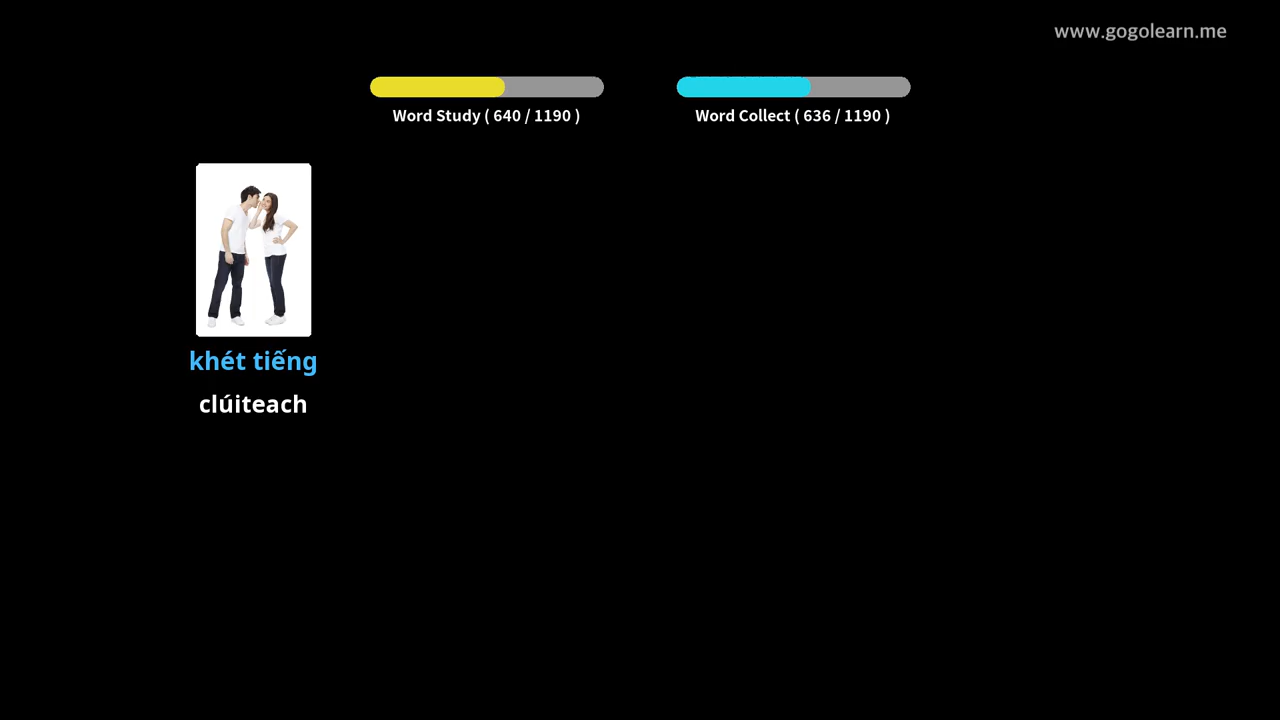 www.gogolearn.me
Word Study ( 640 / 1190 )
Word Collect ( 636 / 1190 )
khét tiếng
clúiteach